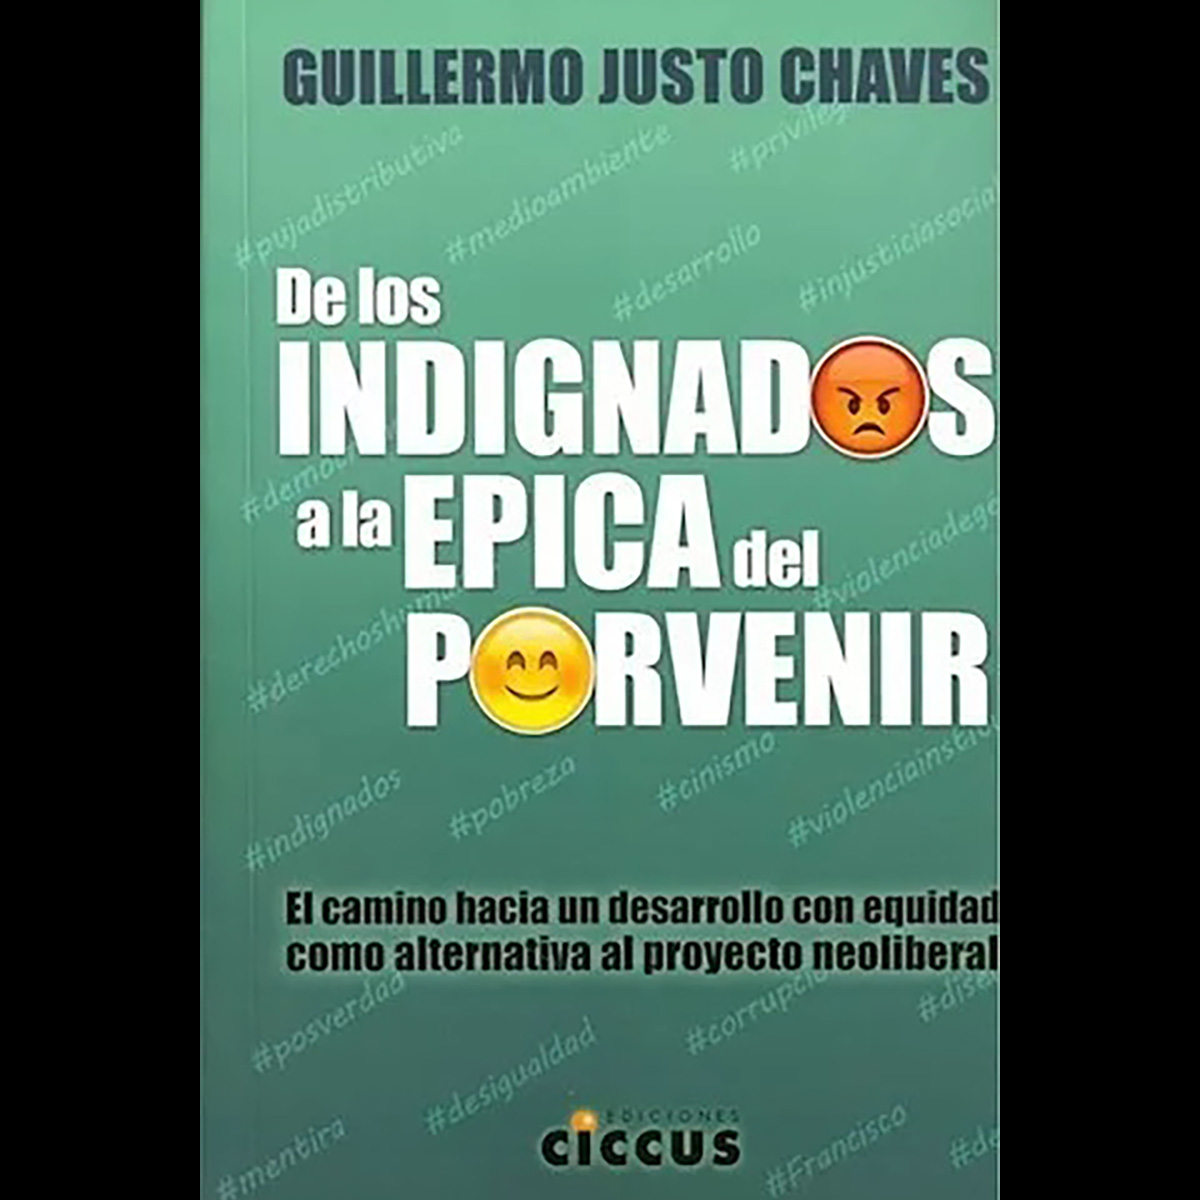 GUILLERMO JUSTO CHAVES
#pujadistributiva
#medioambiente
#desarrollo
#injusticiasocial
De los
INDIGNADOS
a la EPICA del
PORVENIR
#indignados
#pobreza
#cinismo
El camino hacia un desarrollo con equidad
como alternativa al proyecto neoliberal
#posverdad
#desigualdad
#mentira
#Francisco
EDICIONES
CICCUS